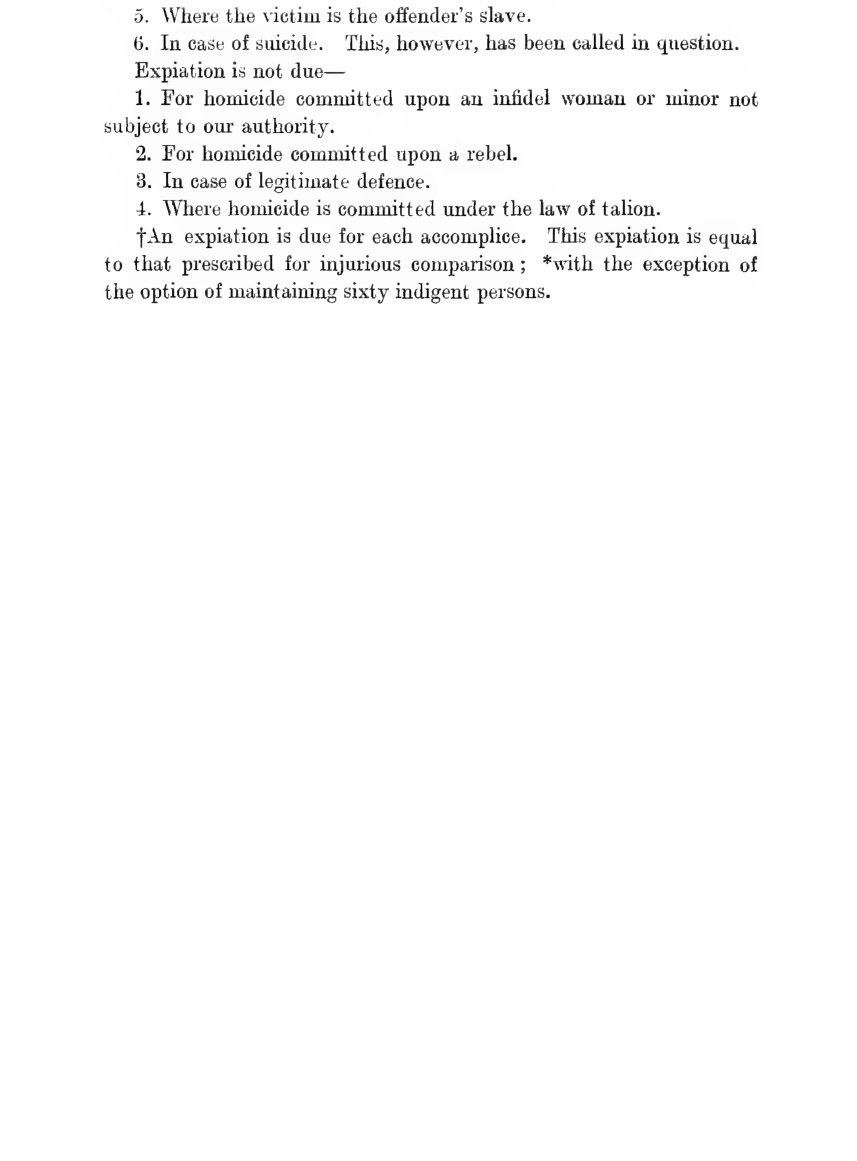 5. Where the victim is the offender's slave.
6. In case of suicide. This, however, has been called in question.
Expiation is not due—
1. For homicide committed upon an infidel woman or minor not
subject to our authority.
2. For homicide committed upon a rebel.
3. In case of legitimate defence.
4. Where homicide is committed under the law of talion.
†An expiation is due for each accomplice. This expiation is equal
to that prescribed for injurious comparison; *with the exception of
the option of maintaining sixty indigent persons.